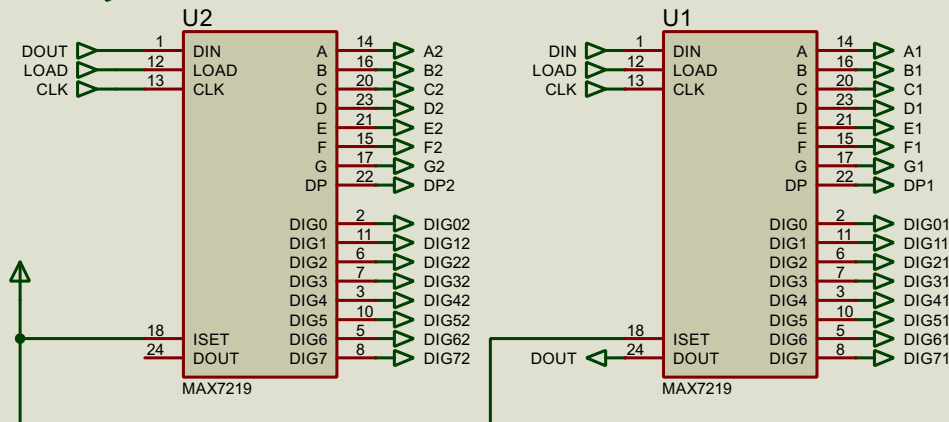 U2
DOUT 1 DIN A 14 A2
LOAD 12 LOAD B 16 B2
CLK 13 CLK C 20 C2
D 23 D2
E 21 E2
F 15 F2
G 17 G2
DP 22 DP2
DIG0 2 DIG02
DIG1 11 DIG12
DIG2 6 DIG22
DIG3 7 DIG32
DIG4 3 DIG42
DIG5 10 DIG52
18 ISET DIG6 5 DIG62
24 DOUT DIG7 8 DIG72
MAX7219
U1
DIN 1 DIN A 14 A1
LOAD 12 LOAD B 16 B1
CLK 13 CLK C 20 C1
D 23 D1
E 21 E1
F 15 F1
G 17 G1
DP 22 DP1
DIG0 2 DIG01
DIG1 11 DIG11
DIG2 6 DIG21
DIG3 7 DIG31
DIG4 3 DIG41
DIG5 10 DIG51
18 ISET DIG6 5 DIG61
DOUT 24 DOUT DIG7 8 DIG71
MAX7219